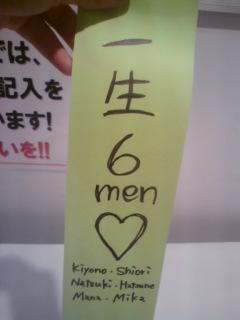 では、
記入を
います!
いを!!
一
生
6
men
♡
Kiyono・Shiori
Natsuki・Hatsune
Mana・Mika